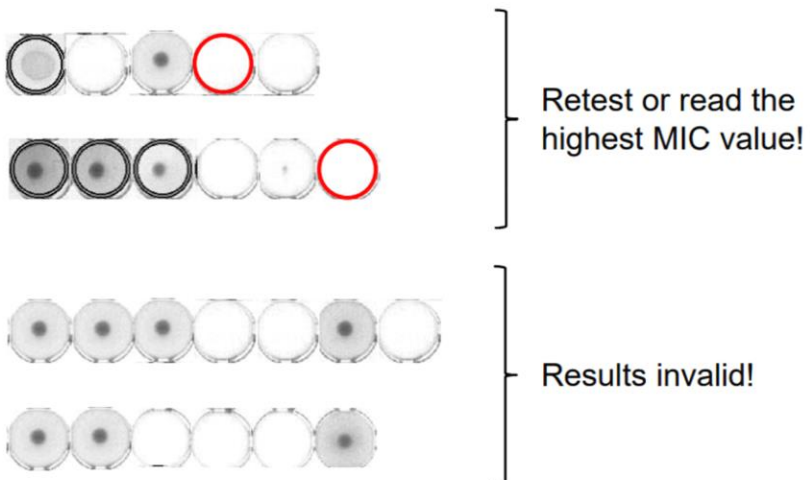 Retest or read the
highest MIC value!
Results invalid!